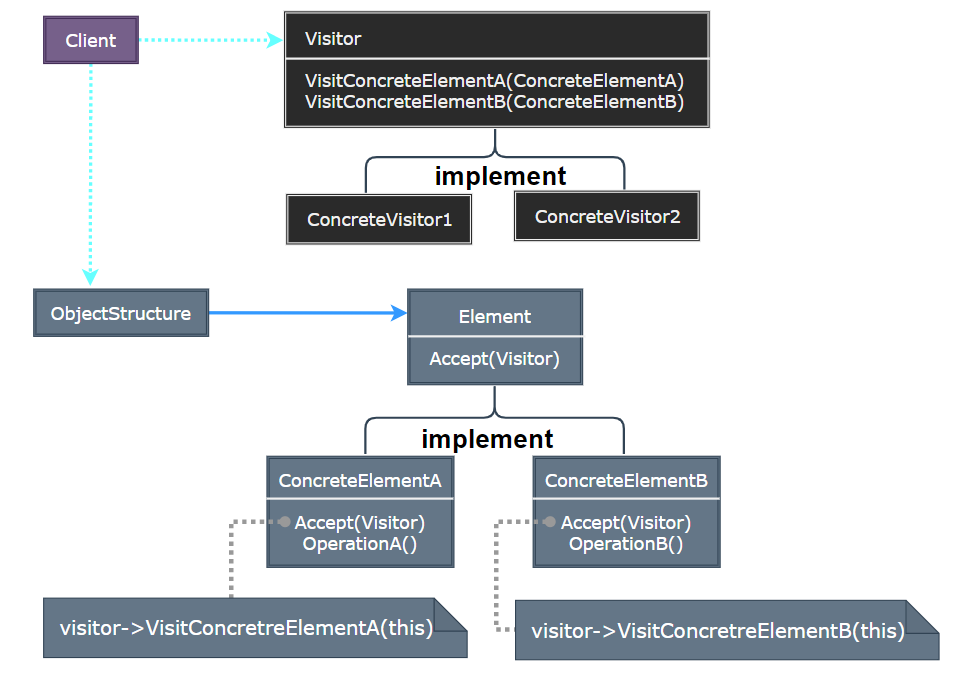 Client
Visitor
VisitConcreteElementA(ConcreteElementA)
VisitConcreteElementB(ConcreteElementB)
implement
ConcreteVisitor1
ConcreteVisitor2
ObjectStructure
Element
Accept(Visitor)
implement
ConcreteElementA
Accept(Visitor)
OperationA()
ConcreteElementB
Accept(Visitor)
OperationB()
visitor->VisitConcretreElementA(this)
visitor->VisitConcretreElementB(this)